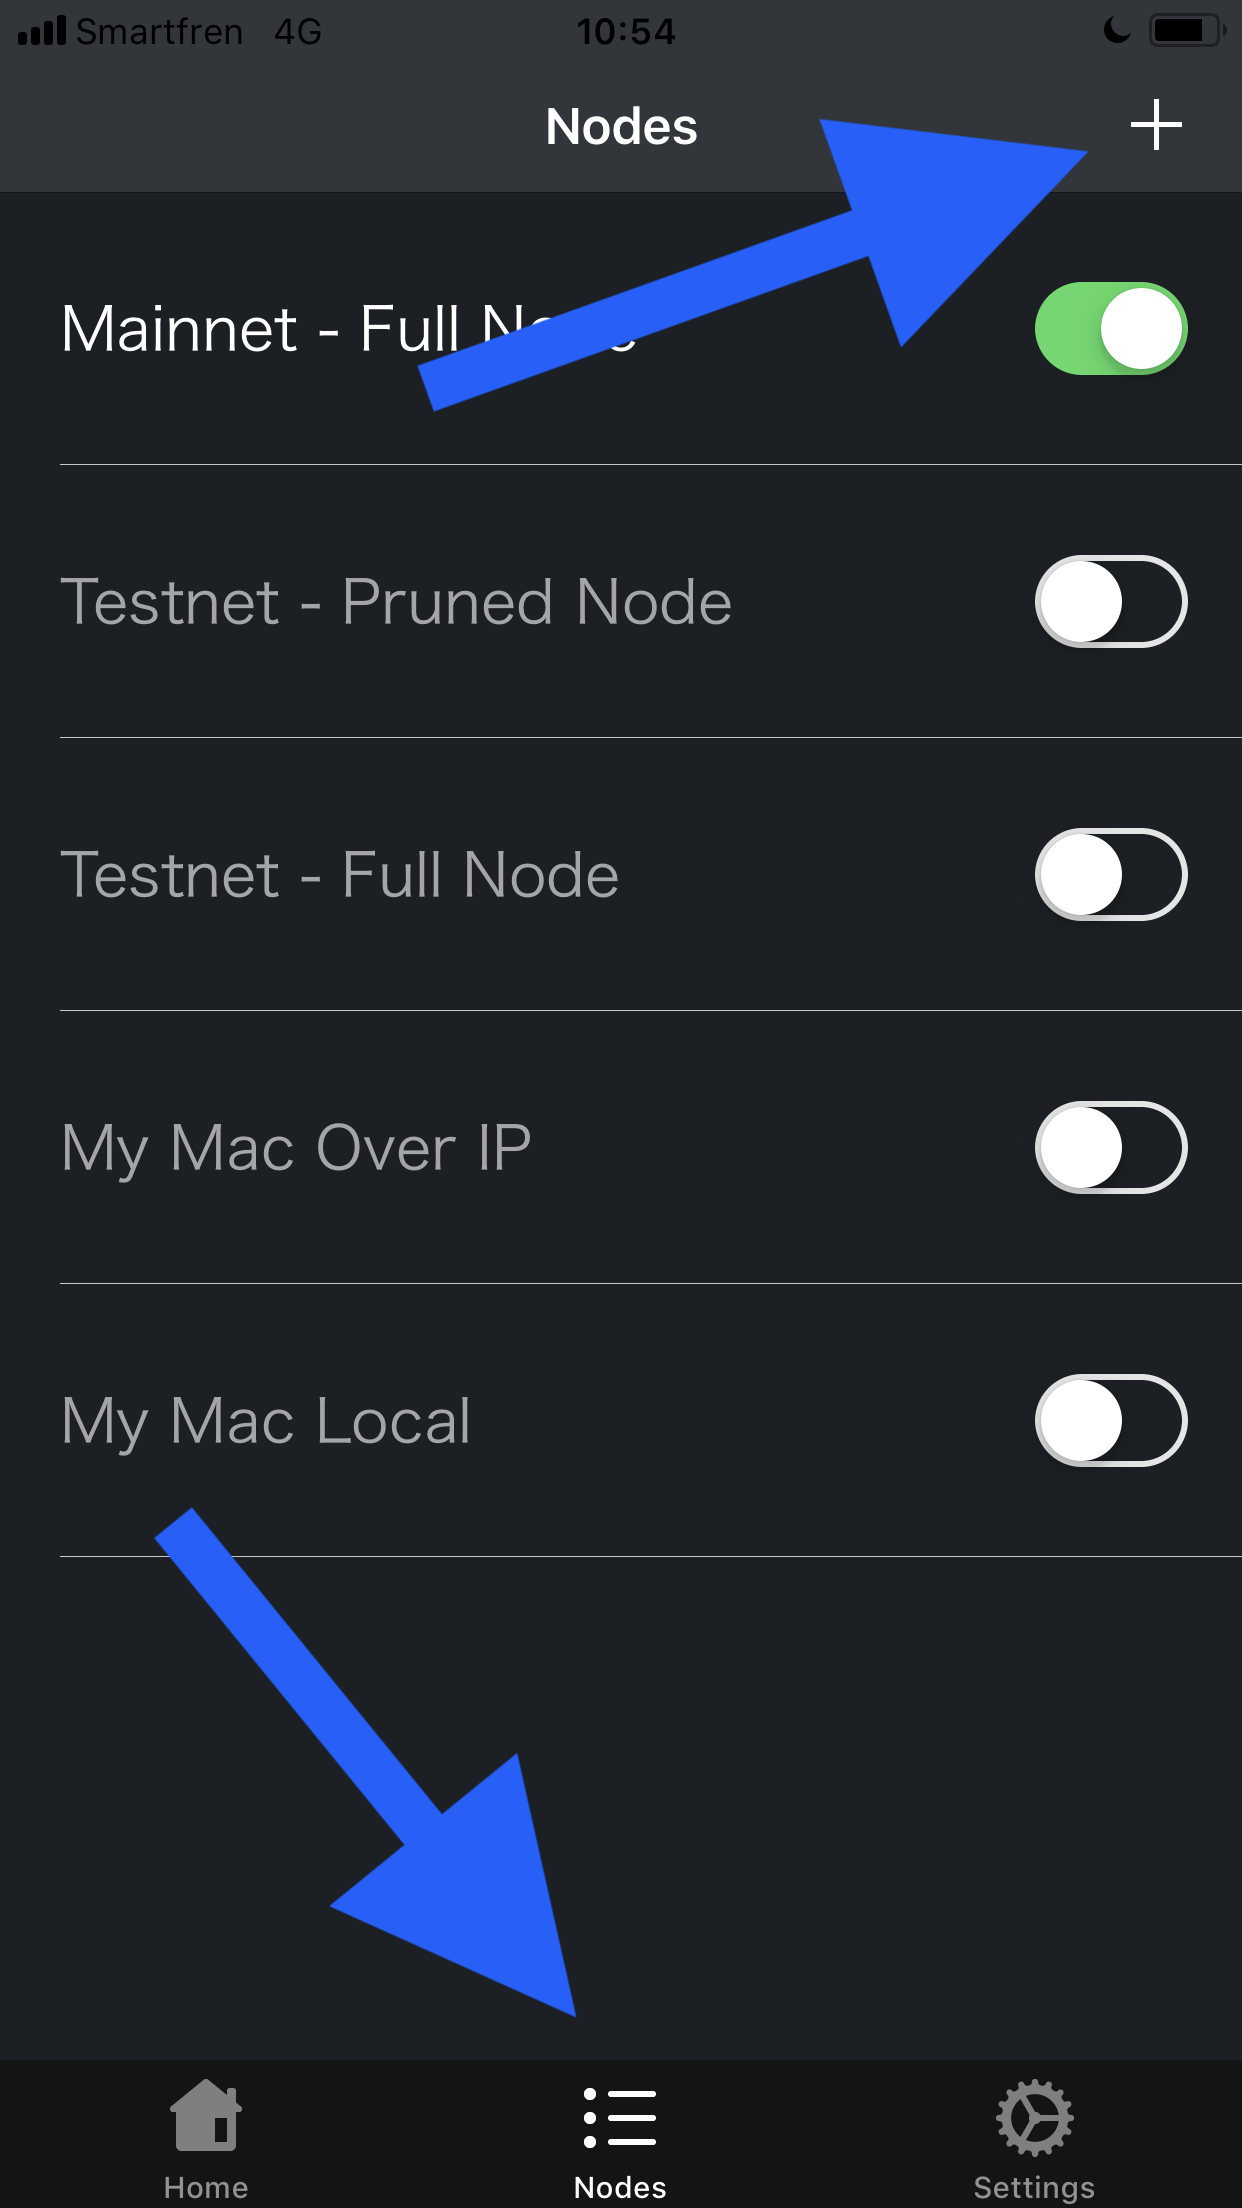 Smartfren 4G 10:54
Nodes
Mainnet - Full
Testnet - Pruned Node
Testnet - Full Node
My Mac Over IP
My Mac Local
Home Nodes Settings